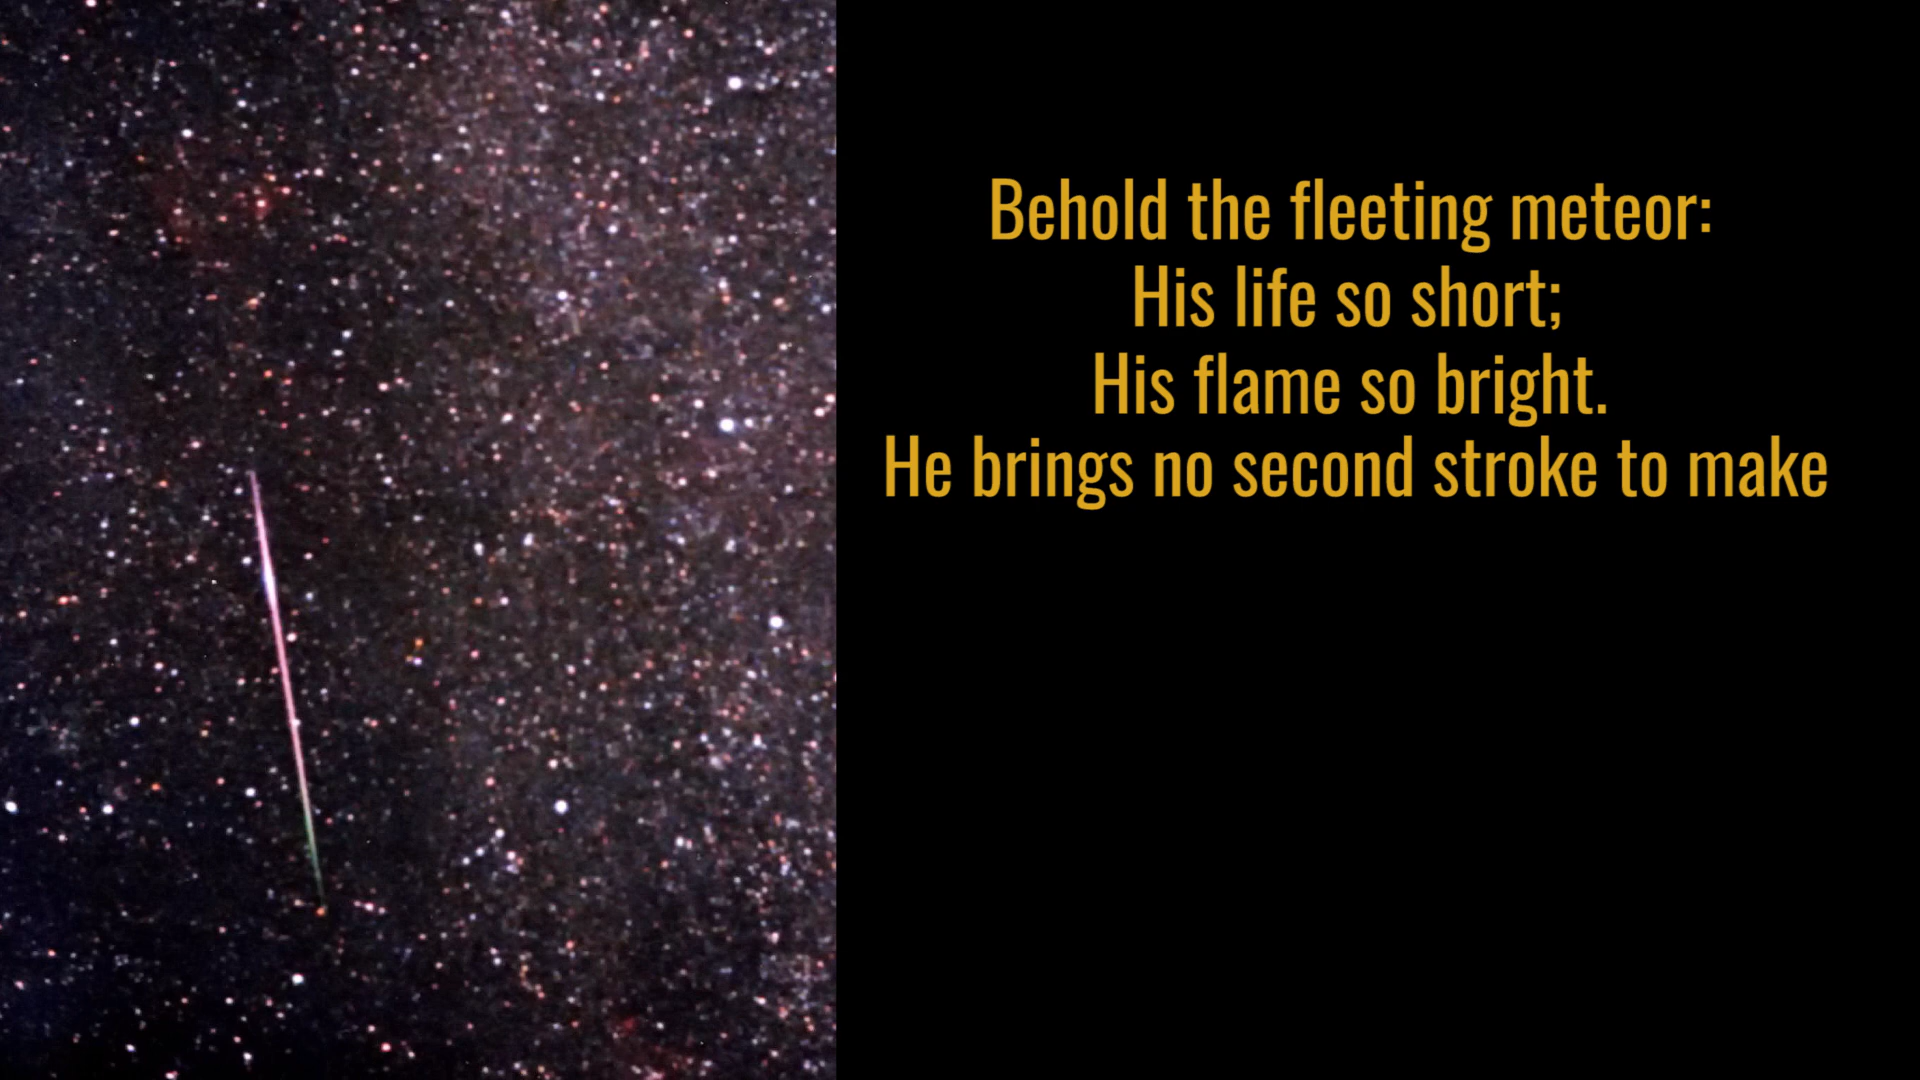 Behold the fleeting meteor:
His life so short;
His flame so bright.
He brings no second stroke to make